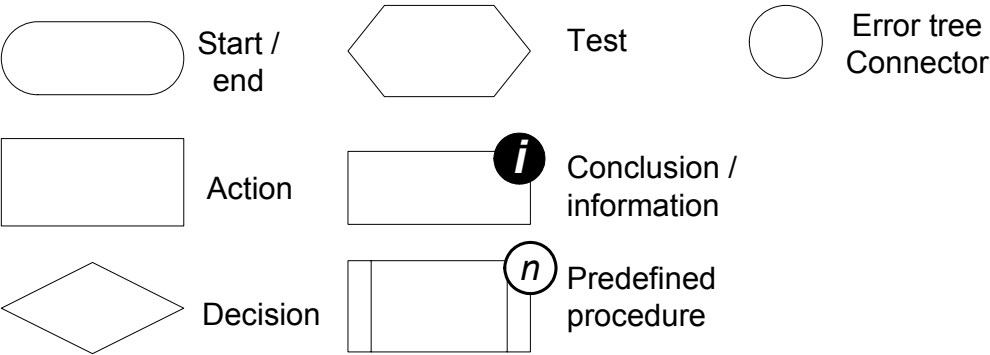 Start /
end
Test
Error tree
Connector
Action
i
Conclusion /
information
Decision
n
Predefined
procedure